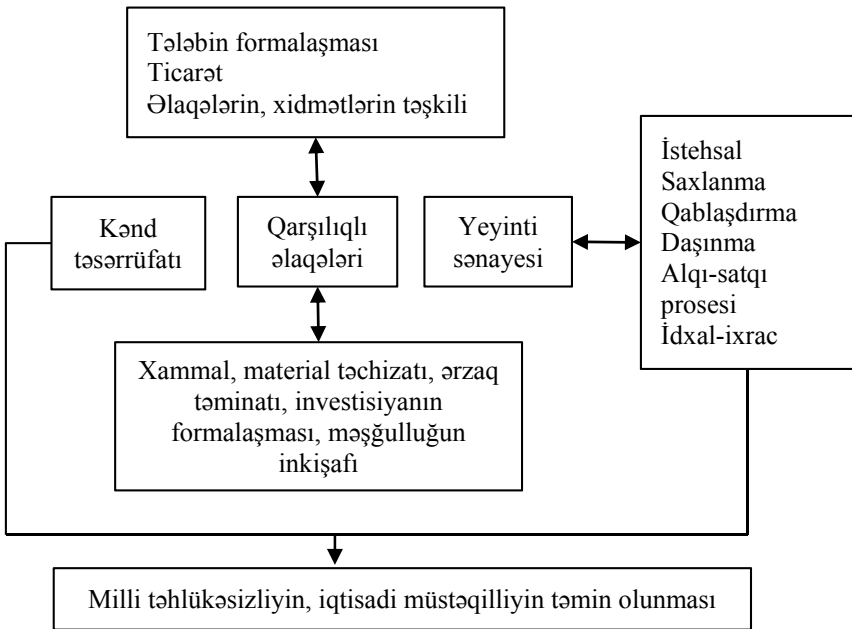 Tələbin formalaşması
Ticarət
Əlaqələrin, xidmətlərin təşkili
Kənd
təsərrüfatı
Qarşılıqlı
əlaqələri
Yeyinti
sənayesi
İstehsal
Saxlanma
Qablaşdırma
Daşınma
Alqı-satqı
prosesi
İdxal-ixrac
Xammal, material təchizatı, ərzaq
təminatı, investisiyanın
formalaşması, məşğulluğun
inkişafı
Milli təhlükəsizliyin, iqtisadi müstəqilliyin təmin olunması